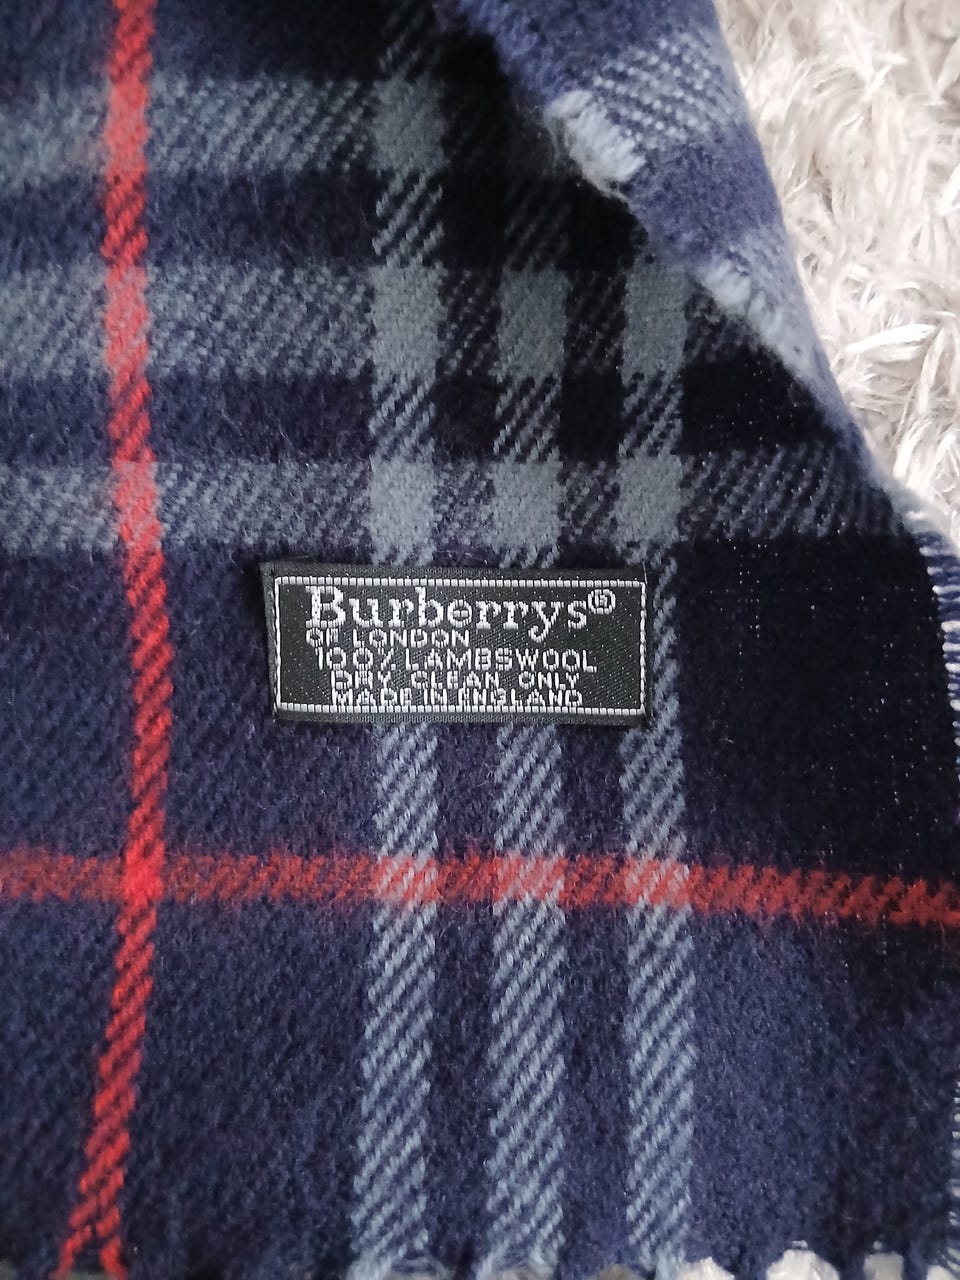 Burberrys®
OF LONDON
100% LAMBSWOOL
DRY CLEAN ONLY
MADE IN ENGLAND